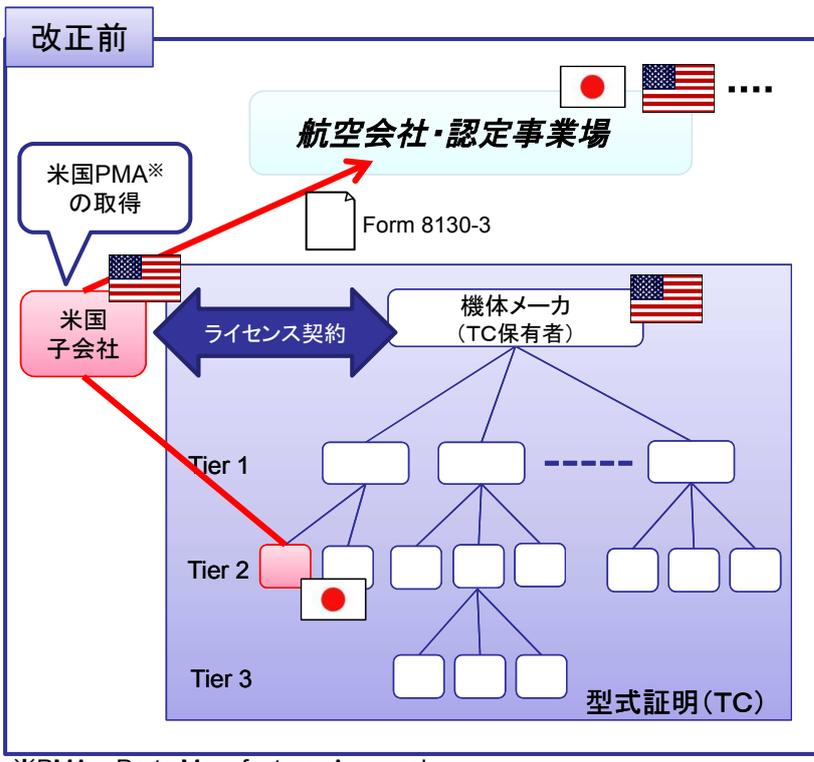 改正前
航空会社・認定事業場
米国PMA※
の取得
Form 8130-3
米国
子会社
ライセンス契約
機体メーカ
（TC保有者）
Tier 1
Tier 2
Tier 3
型式証明（TC）